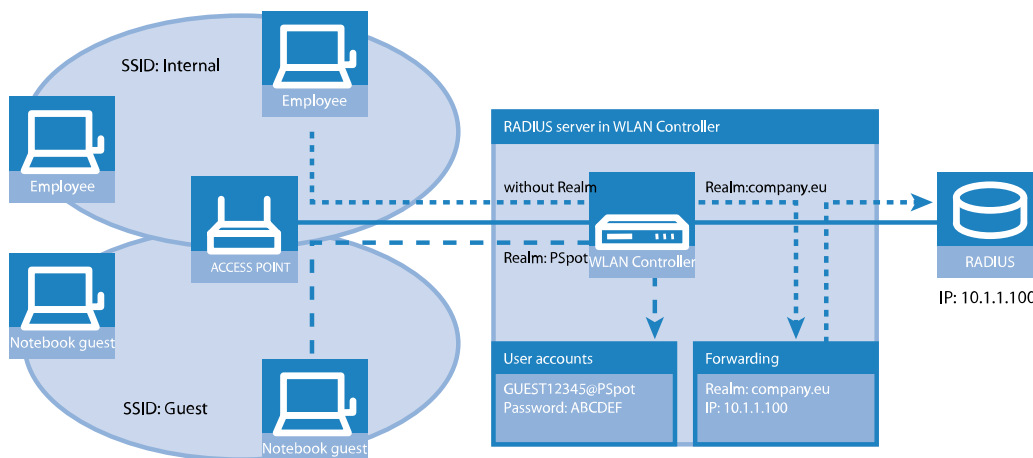 SSID: Internal
Employee
Employee
ACCESS POINT
Notebook guest
SSID: Guest
Notebook guest
RADIUS server in WLAN Controller
without Realm
Realm:company.eu
Realm: PSpot
WLAN Controller
RADIUS
IP: 10.1.1.100
User accounts
GUEST12345@PSpot
Password: ABCDEF
Forwarding
Realm: company.eu
IP: 10.1.1.100